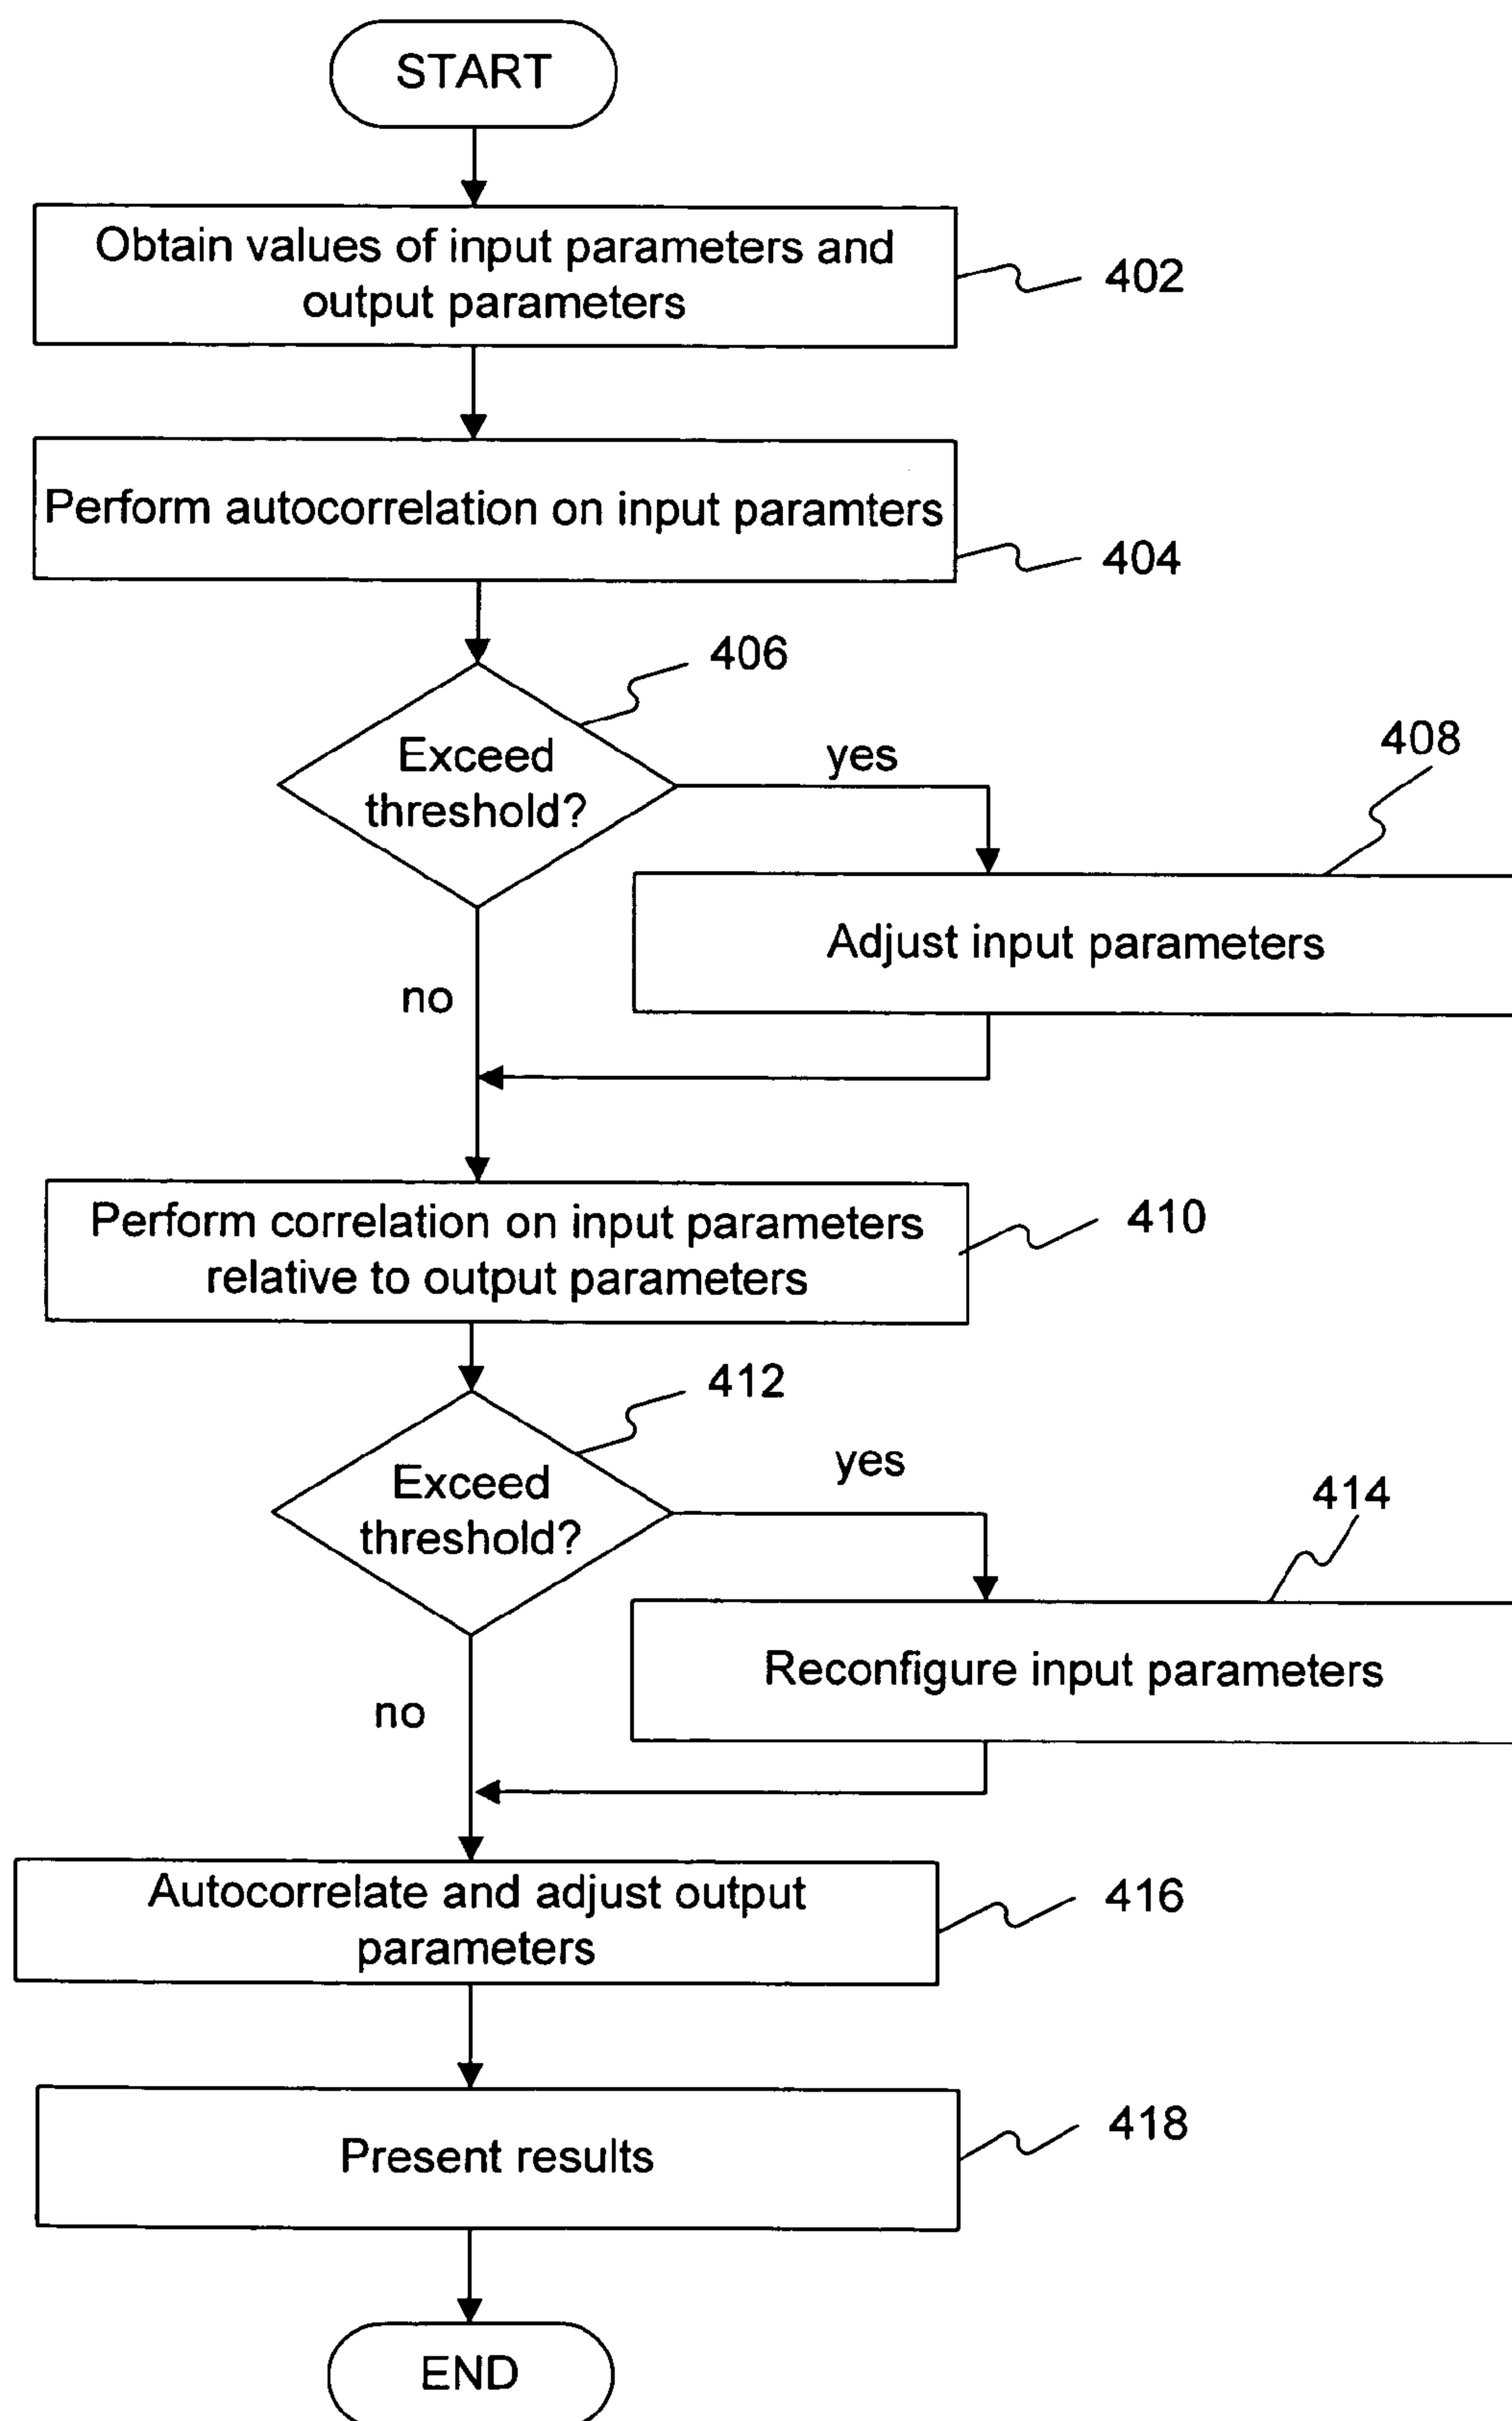 START
Obtain values of input parameters and
output parameters
402
Perform autocorrelation on input paramters
404
406
Exceed
threshold?
yes
408
Adjust input parameters
no
Perform correlation on input parameters
relative to output parameters
410
412
Exceed
threshold?
yes
414
Reconfigure input parameters
no
Autocorrelate and adjust output
parameters
416
Present results
418
END